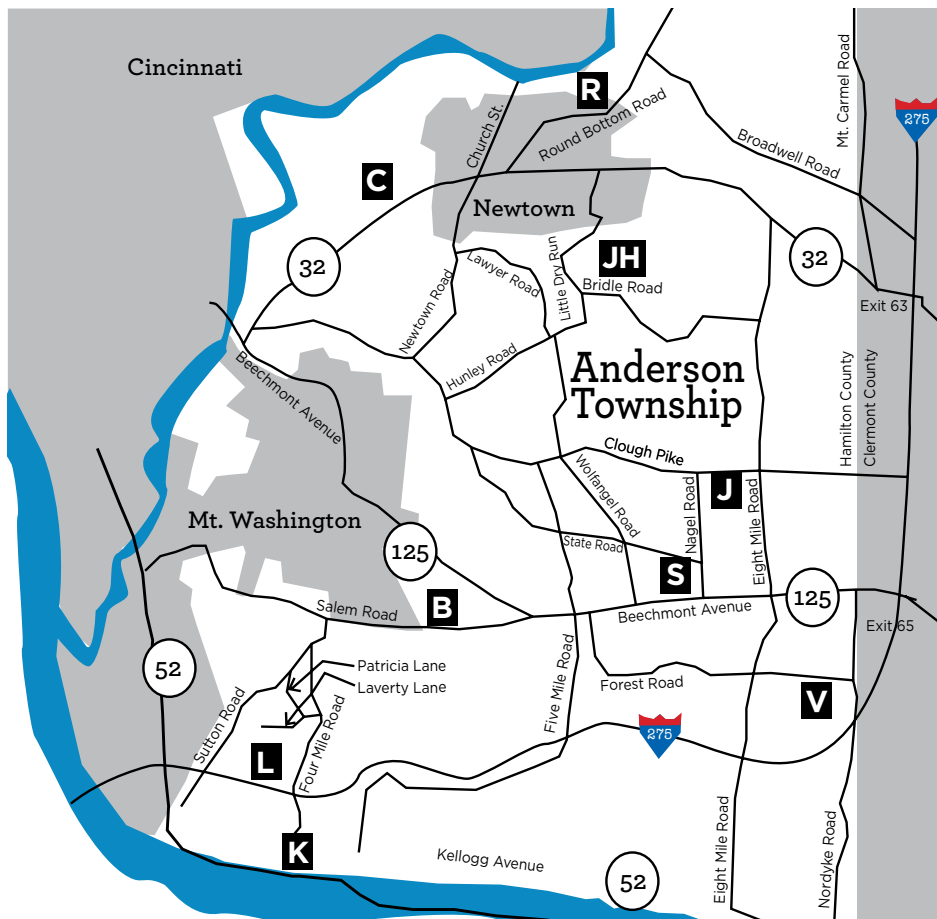 Cincinnati
R
Church St.
Round Bottom Road
Mt. Carmel Road
275
Broadwell Road
C
Newtown
JH
32
32
Lawyer Road
Little Dry Run
Bridle Road
Newtown Road
Exit 63
Beechmont Avenue
Hunley Road
Anderson
Township
Hamilton County
Clermont County
Clough Pike
Wolfangel Road
J
Nagel Road
Eight Mile Road
Mt. Washington
125
State Road
S
B
Salem Road
Beechmont Avenue
125
Exit 65
52
Patricia Lane
Laverty Lane
Sutton Road
Four Mile Road
Five Mile Road
Forest Road
V
275
L
K
Kellogg Avenue
52
Eight Mile Road
Nordyke Road